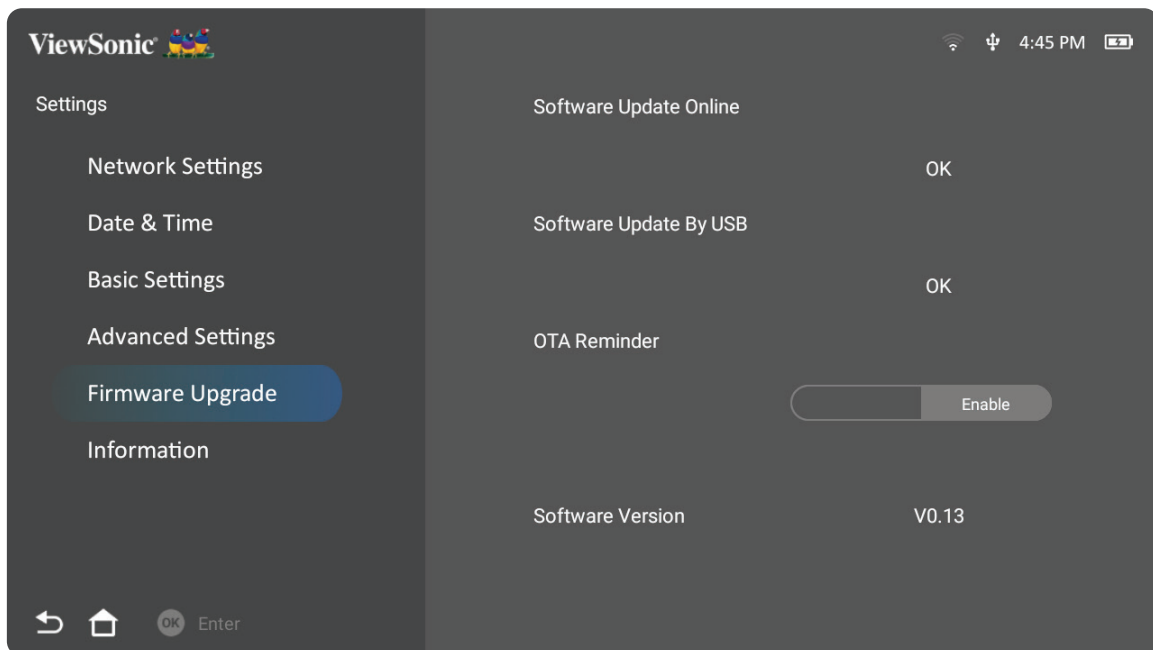 ViewSonic®
4:45 PM
Settings
Network Settings
Date & Time
Basic Settings
Advanced Settings
Firmware Upgrade
Information
OK Enter
Software Update Online
OK
Software Update By USB
OK
OTA Reminder
Enable
Software Version V0.13